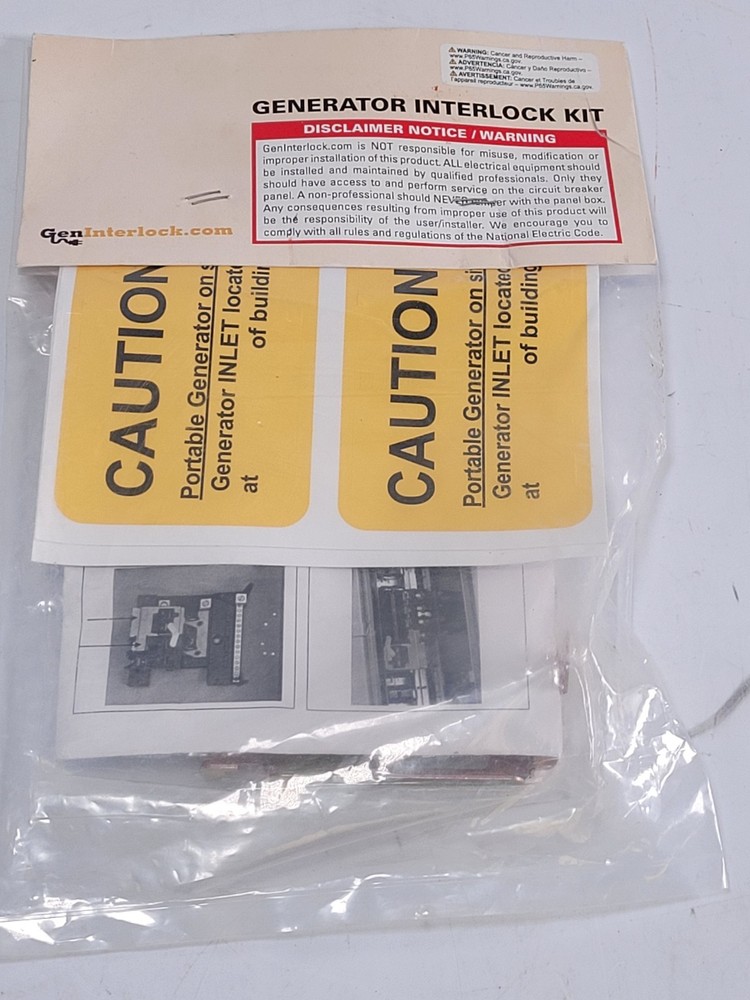 WARNING: Cancer and Reproductive Harm –
www.P65Warnings.ca.gov.
ADVERTENCIA: Cáncer y Daño Reproductivo –
www.P65Warnings.ca.gov.
AVERTISSEMENT: Cancer et Troubles de
l'appareil reproducteur – www.P65Warnings.ca.gov.
GENERATOR INTERLOCK KIT
DISCLAIMER NOTICE / WARNING
GenInterlock.com is NOT responsible for misuse, modification or
improper installation of this product. ALL electrical equipment should
be installed and maintained by qualified professionals. Only they
should have access to and perform service on the circuit breaker
panel. A non-professional should NEVER tamper with the panel box.
Any consequences resulting from improper use of this product will
be the responsibility of the user/installer. We encourage you to
comply with all rules and regulations of the National Electric Code.
GenInterlock.com
CAUTION
Portable Generator on s
Generator INLET locat
of buildin
at
CAUTION
Portable Generator on si
Generator INLET located
of building
at